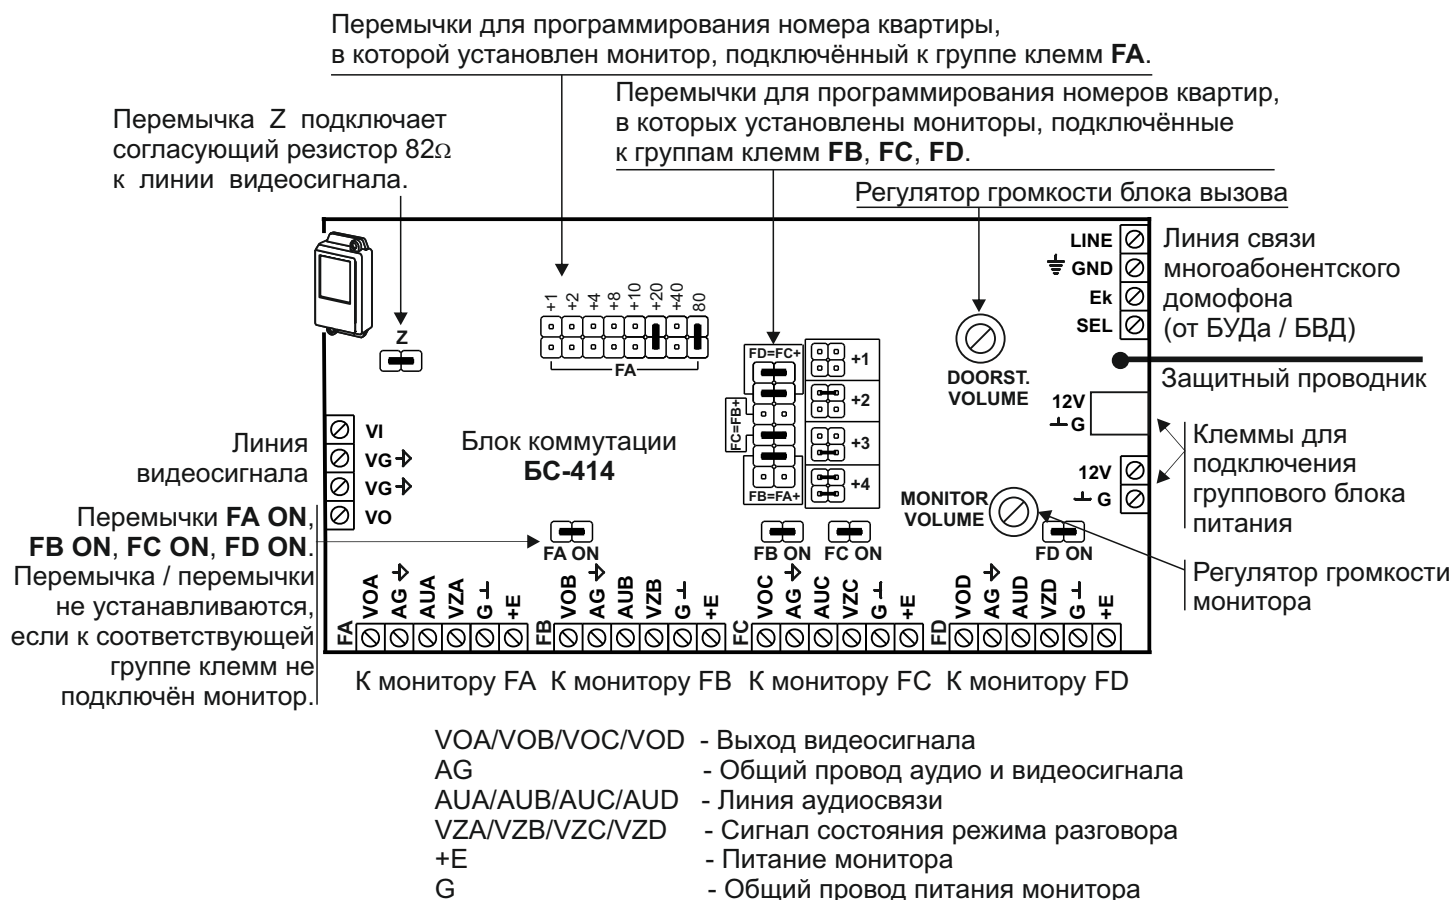 Перемычки для программирования номера квартиры,
в которой установлен монитор, подключённый к группе клемм FA.
Перемычки для программирования номеров квартир,
в которых установлены мониторы, подключённые
к группам клемм FB, FC, FD.
Перемычка Z подключает
согласующий резистор 82Ω
к линии видеосигнала.
Регулятор громкости блока вызова
LINE
GND
Ek
SEL
Линия связи
многоабонентского
домофона
(от БУДа / БВД)
Защитный проводник
+1
+2
+4
+8
+10
+20
+40
80
FA
Z
FD=FC+
FC=FB+
FB=FA+
+1
+2
+3
+4
DOORST.
VOLUME
12V
G
12V
G
Клеммы для
подключения
группового блока
питания
Линия
видеосигнала
VI
VG
VG
VO
Блок коммутации
БС-414
MONITOR
VOLUME
Регулятор громкости
монитора
Перемычки FA ON,
FB ON, FC ON, FD ON.
Перемычка / перемычки
не устанавливаются,
если к соответствующей
группе клемм не
подключён монитор.
FA ON
FB ON
FC ON
FD ON
FA
VOA
AG
AUA
VZA
G
+E
FB
VOB
AG
AUB
VZB
G
+E
FC
VOC
AG
AUC
VZC
G
+E
FD
VOD
AG
AUD
VZD
G
+E
К монитору FA К монитору FB К монитору FC К монитору FD
VOA/VOB/VOC/VOD - Выход видеосигнала
AG - Общий провод аудио и видеосигнала
AUA/AUB/AUC/AUD - Линия аудиосвязи
VZA/VZB/VZC/VZD - Сигнал состояния режима разговора
+E - Питание монитора
G - Общий провод питания монитора